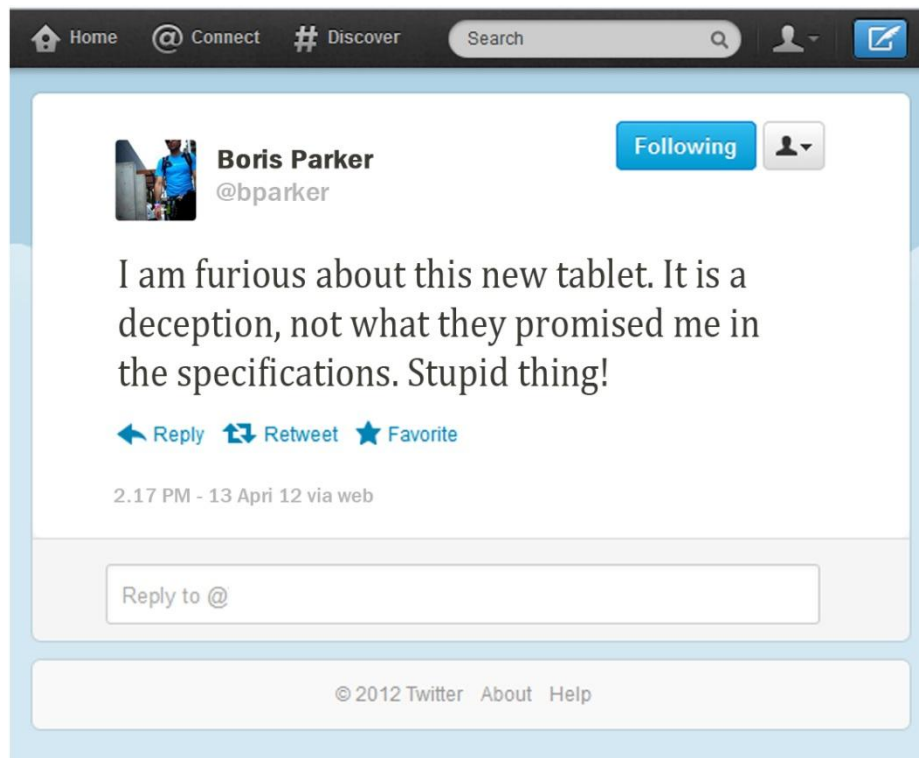 Home @ Connect # Discover Search
Following
Boris Parker
@bparker
I am furious about this new tablet. It is a
deception, not what they promised me in
the specifications. Stupid thing!
Reply Retweet Favorite
2.17 PM - 13 Apri 12 via web
Reply to @
© 2012 Twitter About Help